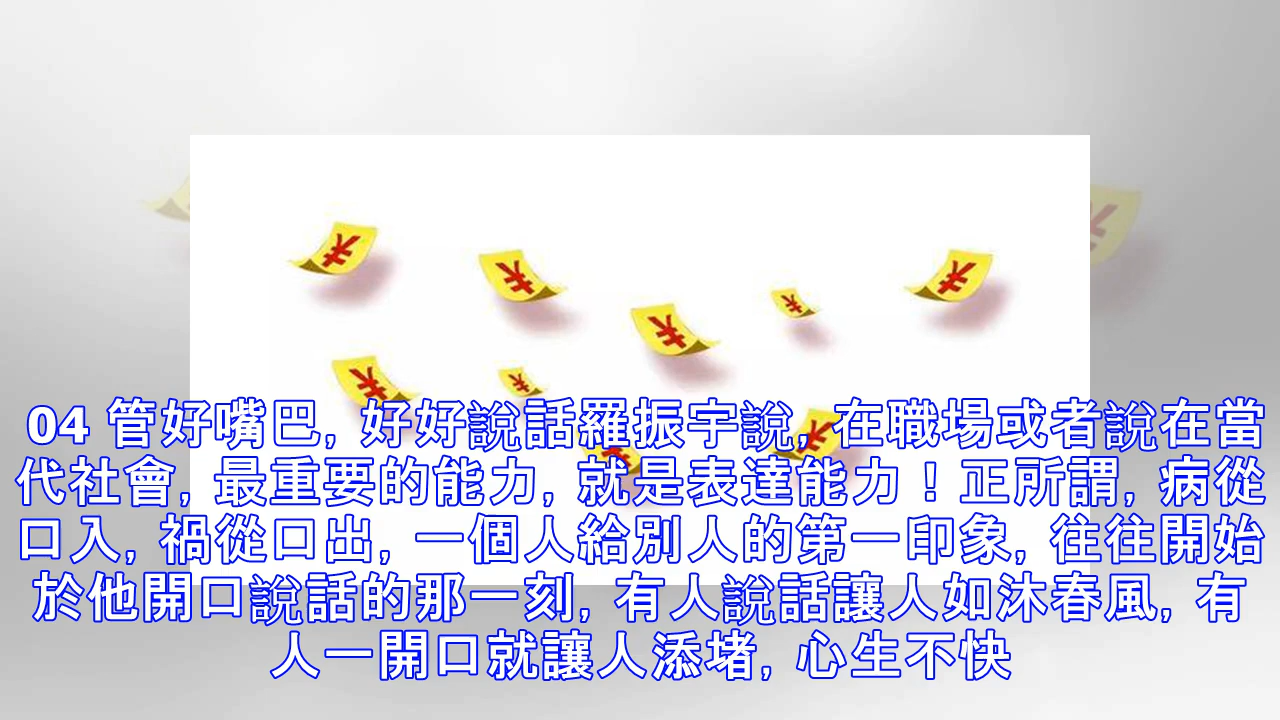 04 管好嘴巴, 好好說話羅振宇說, 在職場或者說在當
代社會, 最重要的能力, 就是表達能力！正所謂, 病從
口入, 禍從口出, 一個人給別人的第一印象, 往往開始
於他開口說話的那一刻, 有人說話讓人如沐春風, 有
人一開口就讓人添堵, 心生不快